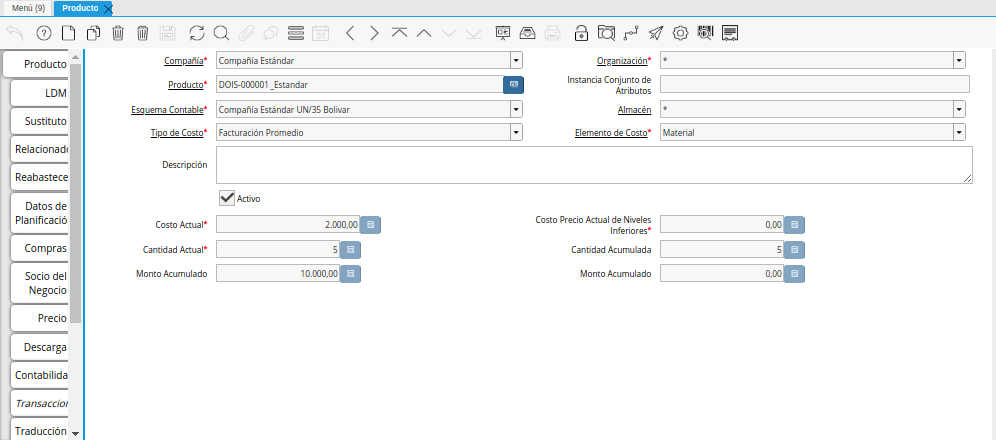 Menú (9)
Producto
Producto
LDM
Sustituto
Relacionado
Reabastece
Datos de
Planificació
Compras
Socio del
Negocio
Precio
Descarga
Contabilida
Transaccion
Traducción
Compañía* Compañía Estándar
Organización* *
Producto* DOIS-000001_Estandar
Instancia Conjunto de
Atributos
Esquema Contable* Compañía Estándar UN/35 Bolivar
Almacén *
Tipo de Costo* Facturación Promedio
Elemento de Costo* Material
Descripción
Activo
Costo Actual* 2.000,00
Costo Precio Actual de Niveles
Inferiores* 0,00
Cantidad Actual* 5
Cantidad Acumulada 5
Monto Acumulado 10.000,00
Monto Acumulado 0,00